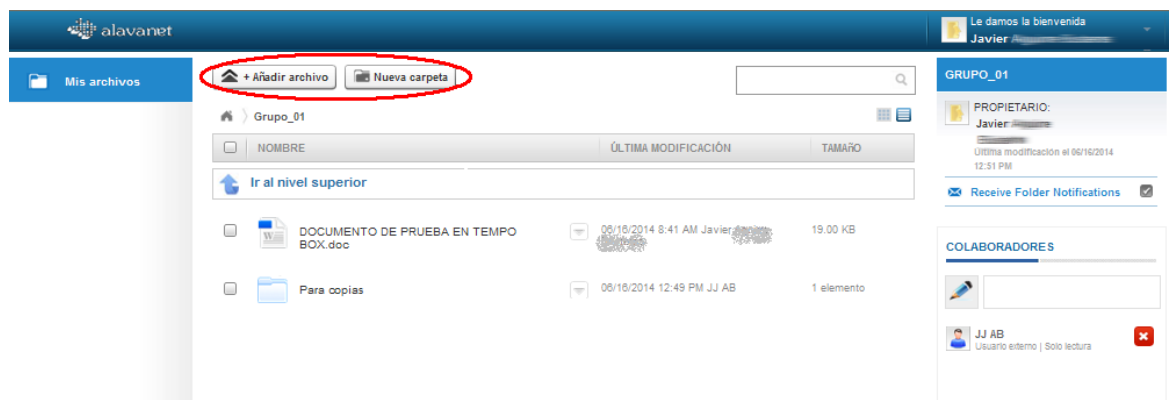 alavanet
Le damos la bienvenida
Javier
Mis archivos
+ Añadir archivo
Nueva carpeta
Grupo_01
NOMBRE
ÚLTIMA MODIFICACIÓN
TAMAÑO
Ir al nivel superior
DOCUMENTO DE PRUEBA EN TEMPO
BOX.doc
06/16/2014 8:41 AM Javier
19.00 KB
Para copias
06/16/2014 12:49 PM JJ AB
1 elemento
GRUPO_01
PROPIETARIO:
Javier
Última modificación el 06/16/2014
12:51 PM
Receive Folder Notifications
COLABORADORES
JJ AB
Usuario externo | Solo lectura